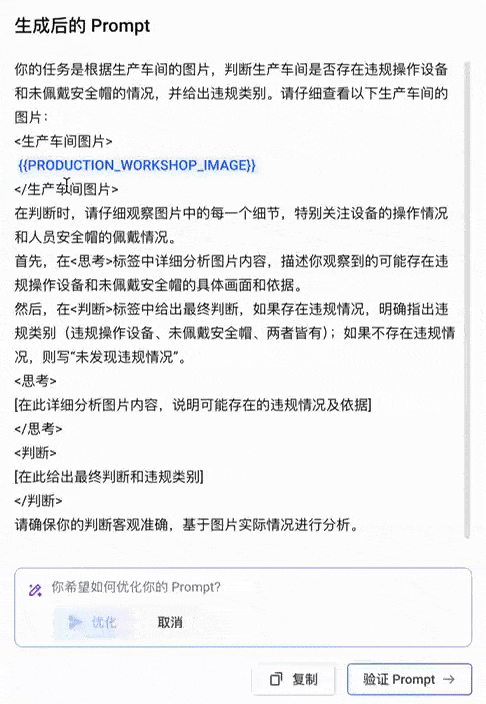 生成后的 Prompt
你的任务是根据生产车间的图片，判断生产车间是否存在违规操作设备
和未佩戴安全帽的情况，并给出违规类别。请仔细查看以下生产车间的
图片：
<生产车间图片>
{{PRODUCTION_WORKSHOP_IMAGE}}
</生产车间图片>
在判断时，请仔细观察图片中的每一个细节，特别关注设备的操作情况
和人员安全帽的佩戴情况。
首先，在<思考>标签中详细分析图片内容，描述你观察到的可能存在违
规操作设备和未佩戴安全帽的具体画面和依据。
然后，在<判断>标签中给出最终判断，如果存在违规情况，明确指出违
规类别（违规操作设备、未佩戴安全帽、两者皆有）；如果不存在违规情
况，则写“未发现违规情况”。
<思考>
[在此详细分析图片内容，说明可能存在的违规情况及依据]
</思考>
<判断>
[在此给出最终判断和违规类别]
</判断>
请确保你的判断客观准确，基于图片实际情况进行分析。
你希望如何优化你的 Prompt?
优化 取消
复制 验证 Prompt →